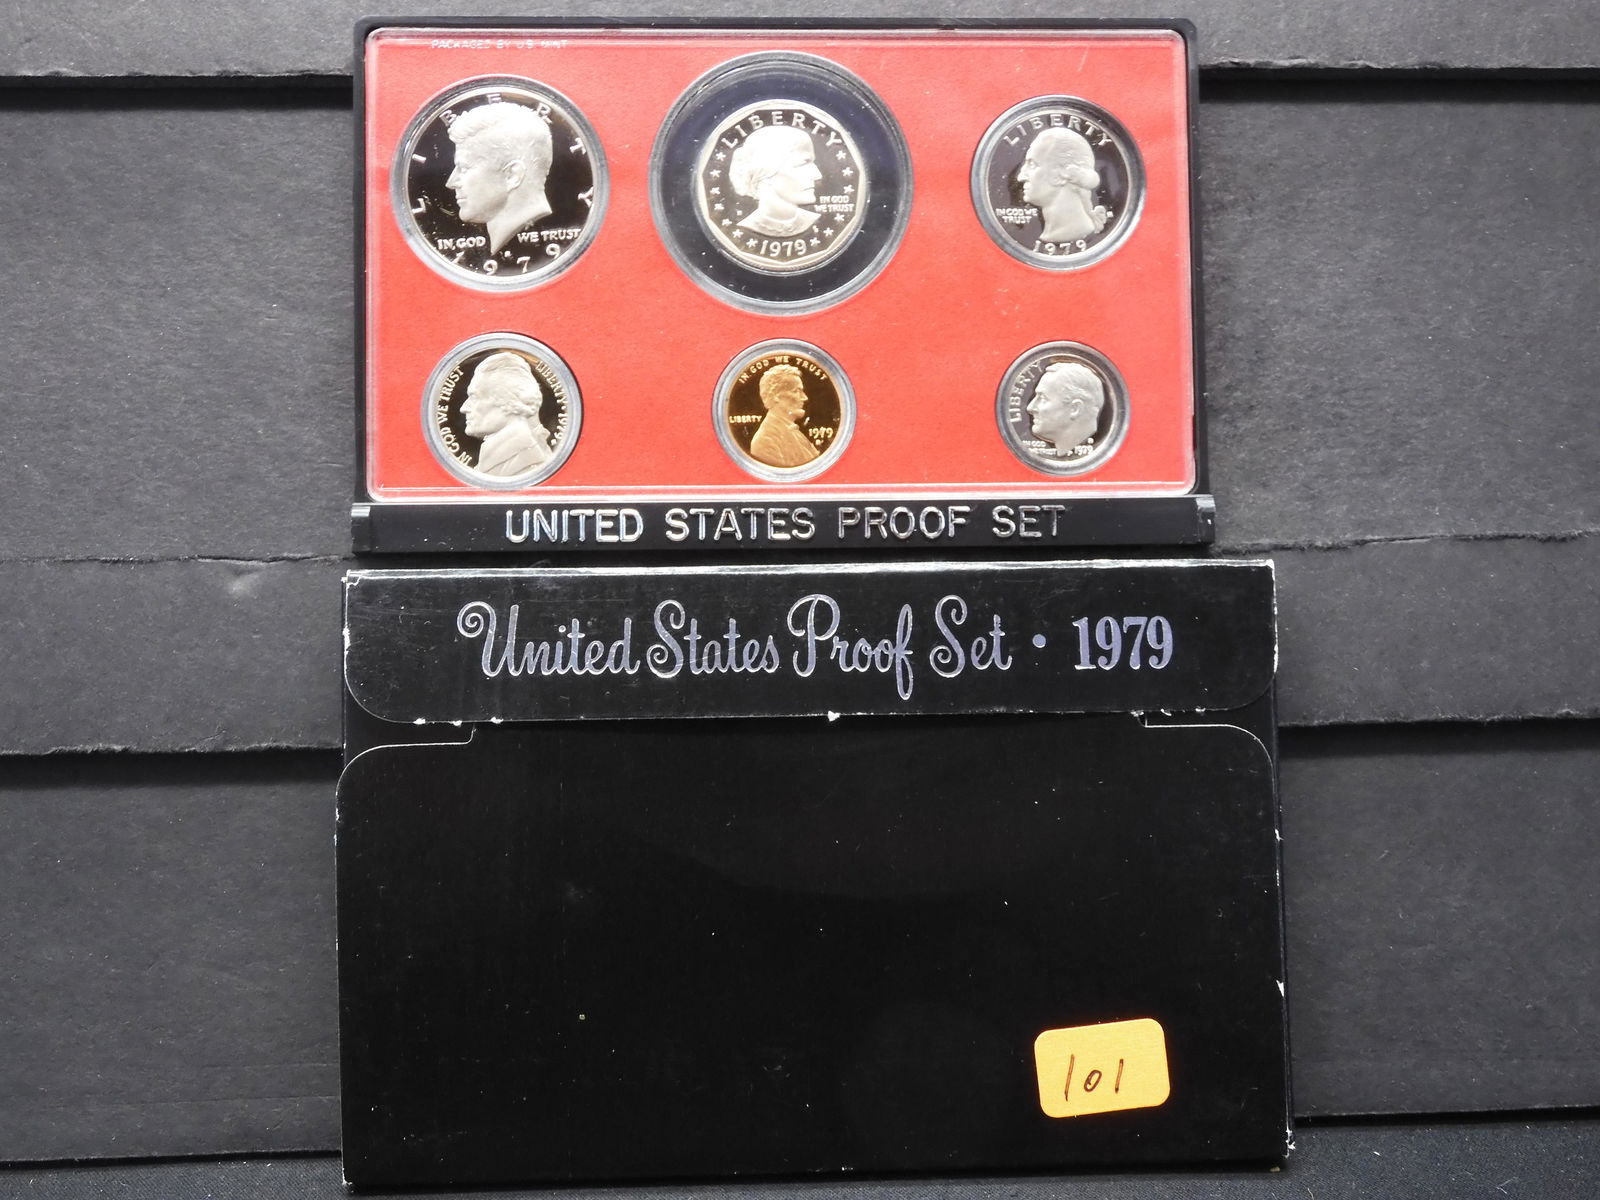 PACKAGED BY U.S. MINT
LIBERTY
IN GOD WE TRUST
1979
LIBERTY
IN GOD
WE TRUST
S
1979
LIBERTY
IN GOD WE
TRUST
1979
IN GOD WE TRUST
LIBERTY · 1979
IN GOD WE TRUST
LIBERTY
1979
LIBERTY
IN GOD
WE TRUST
1979
UNITED STATES PROOF SET
United States Proof Set · 1979
101